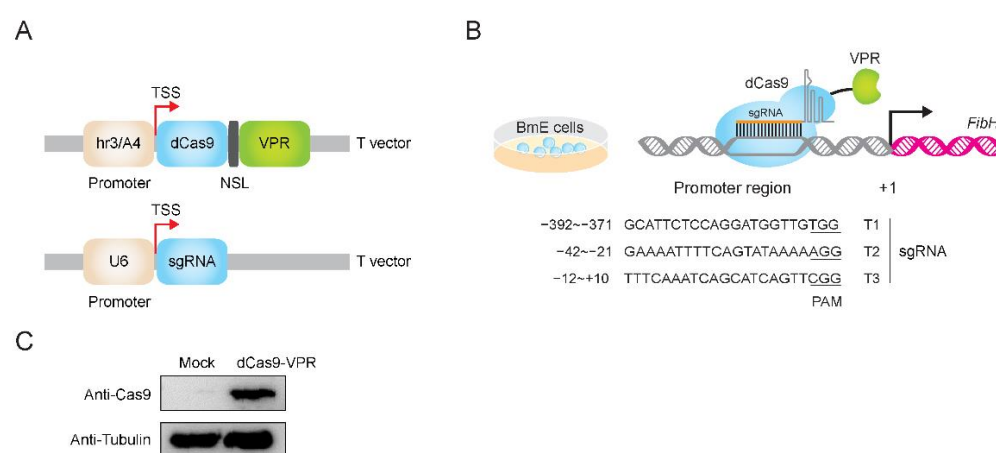 A
TSS
hr3/A4 dCas9 VPR T vector
Promoter NSL
TSS
U6 sgRNA T vector
Promoter
B
VPR
dCas9
sgRNA
BmE cells
FibH
Promoter region +1
−392~−371 GCATTCTCCAGGATGGTTGTGG T1
−42~−21 GAAAATTTTCAGTATAAAAAGG T2 sgRNA
−12~+10 TTTCAAATCAGCATCAGTTCGG T3
PAM
C
Mock dCas9-VPR
Anti-Cas9
Anti-Tubulin